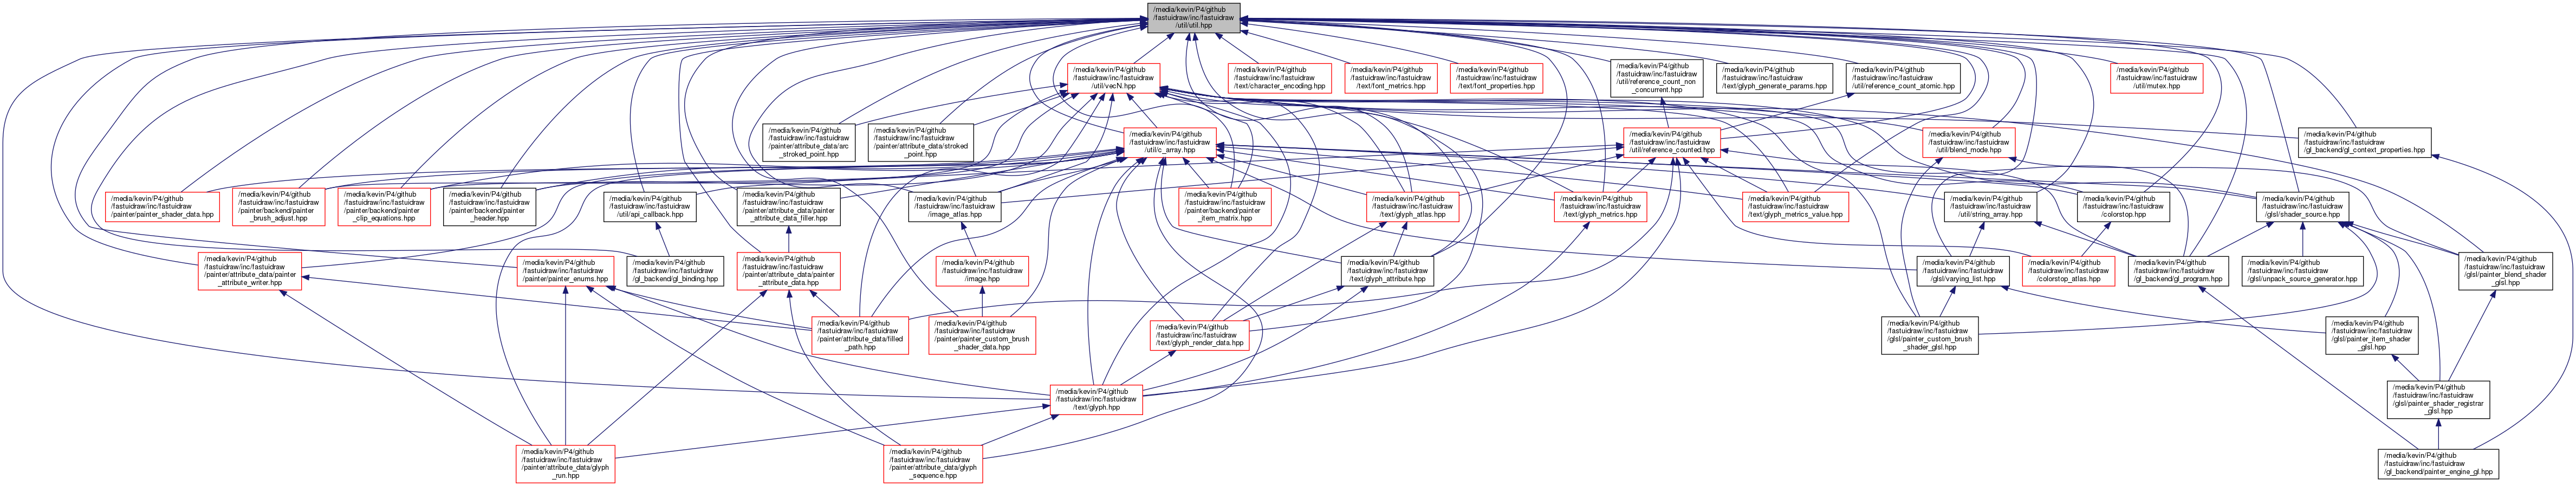 /media/kevin/P4/github
/fastuidraw/inc/fastuidraw
/util/util.hpp
/media/kevin/P4/github
/fastuidraw/inc/fastuidraw
/util/vecN.hpp
/media/kevin/P4/github
/fastuidraw/inc/fastuidraw
/text/character_encoding.hpp
/media/kevin/P4/github
/fastuidraw/inc/fastuidraw
/text/font_metrics.hpp
/media/kevin/P4/github
/fastuidraw/inc/fastuidraw
/text/font_properties.hpp
/media/kevin/P4/github
/fastuidraw/inc/fastuidraw
/util/reference_count_non
_concurrent.hpp
/media/kevin/P4/github
/fastuidraw/inc/fastuidraw
/text/glyph_generate_params.hpp
/media/kevin/P4/github
/fastuidraw/inc/fastuidraw
/util/reference_count_atomic.hpp
/media/kevin/P4/github
/fastuidraw/inc/fastuidraw
/util/mutex.hpp
/media/kevin/P4/github
/fastuidraw/inc/fastuidraw
/painter/attribute_data/arc
_stroked_point.hpp
/media/kevin/P4/github
/fastuidraw/inc/fastuidraw
/painter/attribute_data/stroked
_point.hpp
/media/kevin/P4/github
/fastuidraw/inc/fastuidraw
/util/c_array.hpp
/media/kevin/P4/github
/fastuidraw/inc/fastuidraw
/util/reference_counted.hpp
/media/kevin/P4/github
/fastuidraw/inc/fastuidraw
/util/blend_mode.hpp
/media/kevin/P4/github
/fastuidraw/inc/fastuidraw
/gl_backend/gl_context_properties.hpp
/media/kevin/P4/github
/fastuidraw/inc/fastuidraw
/painter/painter_shader_data.hpp
/media/kevin/P4/github
/fastuidraw/inc/fastuidraw
/painter/backend/painter
_brush_adjust.hpp
/media/kevin/P4/github
/fastuidraw/inc/fastuidraw
/painter/backend/painter
_clip_equations.hpp
/media/kevin/P4/github
/fastuidraw/inc/fastuidraw
/painter/backend/painter
_header.hpp
/media/kevin/P4/github
/fastuidraw/inc/fastuidraw
/util/api_callback.hpp
/media/kevin/P4/github
/fastuidraw/inc/fastuidraw
/painter/attribute_data/painter
_attribute_data_filler.hpp
/media/kevin/P4/github
/fastuidraw/inc/fastuidraw
/image_atlas.hpp
/media/kevin/P4/github
/fastuidraw/inc/fastuidraw
/painter/backend/painter
_item_matrix.hpp
/media/kevin/P4/github
/fastuidraw/inc/fastuidraw
/text/glyph_atlas.hpp
/media/kevin/P4/github
/fastuidraw/inc/fastuidraw
/text/glyph_metrics.hpp
/media/kevin/P4/github
/fastuidraw/inc/fastuidraw
/text/glyph_metrics_value.hpp
/media/kevin/P4/github
/fastuidraw/inc/fastuidraw
/util/string_array.hpp
/media/kevin/P4/github
/fastuidraw/inc/fastuidraw
/colorstop.hpp
/media/kevin/P4/github
/fastuidraw/inc/fastuidraw
/glsl/shader_source.hpp
/media/kevin/P4/github
/fastuidraw/inc/fastuidraw
/painter/attribute_data/painter
_attribute_writer.hpp
/media/kevin/P4/github
/fastuidraw/inc/fastuidraw
/painter/painter_enums.hpp
/media/kevin/P4/github
/fastuidraw/inc/fastuidraw
/gl_backend/gl_binding.hpp
/media/kevin/P4/github
/fastuidraw/inc/fastuidraw
/painter/attribute_data/painter
_attribute_data.hpp
/media/kevin/P4/github
/fastuidraw/inc/fastuidraw
/image.hpp
/media/kevin/P4/github
/fastuidraw/inc/fastuidraw
/text/glyph_attribute.hpp
/media/kevin/P4/github
/fastuidraw/inc/fastuidraw
/glsl/varying_list.hpp
/media/kevin/P4/github
/fastuidraw/inc/fastuidraw
/colorstop_atlas.hpp
/media/kevin/P4/github
/fastuidraw/inc/fastuidraw
/gl_backend/gl_program.hpp
/media/kevin/P4/github
/fastuidraw/inc/fastuidraw
/glsl/unpack_source_generator.hpp
/media/kevin/P4/github
/fastuidraw/inc/fastuidraw
/glsl/painter_blend_shader
_glsl.hpp
/media/kevin/P4/github
/fastuidraw/inc/fastuidraw
/painter/attribute_data/filled
_path.hpp
/media/kevin/P4/github
/fastuidraw/inc/fastuidraw
/painter/painter_custom_brush
_shader_data.hpp
/media/kevin/P4/github
/fastuidraw/inc/fastuidraw
/text/glyph_render_data.hpp
/media/kevin/P4/github
/fastuidraw/inc/fastuidraw
/glsl/painter_custom_brush
_shader_glsl.hpp
/media/kevin/P4/github
/fastuidraw/inc/fastuidraw
/glsl/painter_item_shader
_glsl.hpp
/media/kevin/P4/github
/fastuidraw/inc/fastuidraw
/text/glyph.hpp
/media/kevin/P4/github
/fastuidraw/inc/fastuidraw
/glsl/painter_shader_registrar
_glsl.hpp
/media/kevin/P4/github
/fastuidraw/inc/fastuidraw
/painter/attribute_data/glyph
_run.hpp
/media/kevin/P4/github
/fastuidraw/inc/fastuidraw
/painter/attribute_data/glyph
_sequence.hpp
/media/kevin/P4/github
/fastuidraw/inc/fastuidraw
/gl_backend/painter_engine_gl.hpp